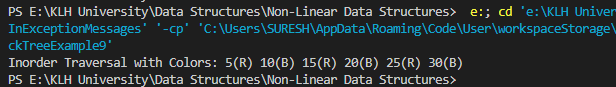 PS E:\KLH University\Data Structures\Non-Linear Data Structures> e:; cd 'e:\KLH Univer
InExceptionMessages' '-cp' 'C:\Users\SURESH\AppData\Roaming\Code\User\workspaceStorage\
ckTreeExample9'
Inorder Traversal with Colors: 5(R) 10(B) 15(R) 20(B) 25(R) 30(B)
PS E:\KLH University\Data Structures\Non-Linear Data Structures>